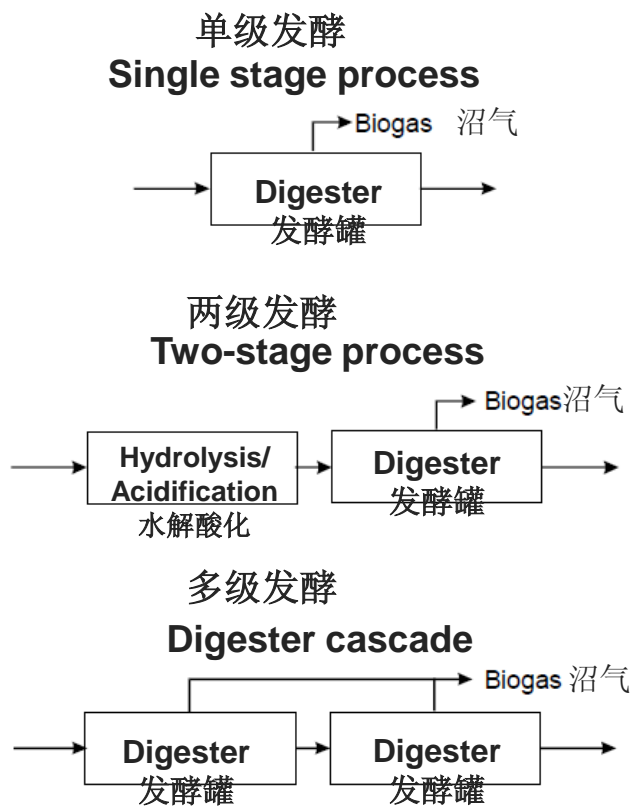 单级发酵
Single stage process
Biogas 沼气
Digester
发酵罐
两级发酵
Two-stage process
Biogas沼气
Hydrolysis/
Acidification
水解酸化
Digester
发酵罐
多级发酵
Digester cascade
Biogas 沼气
Digester
发酵罐
Digester
发酵罐